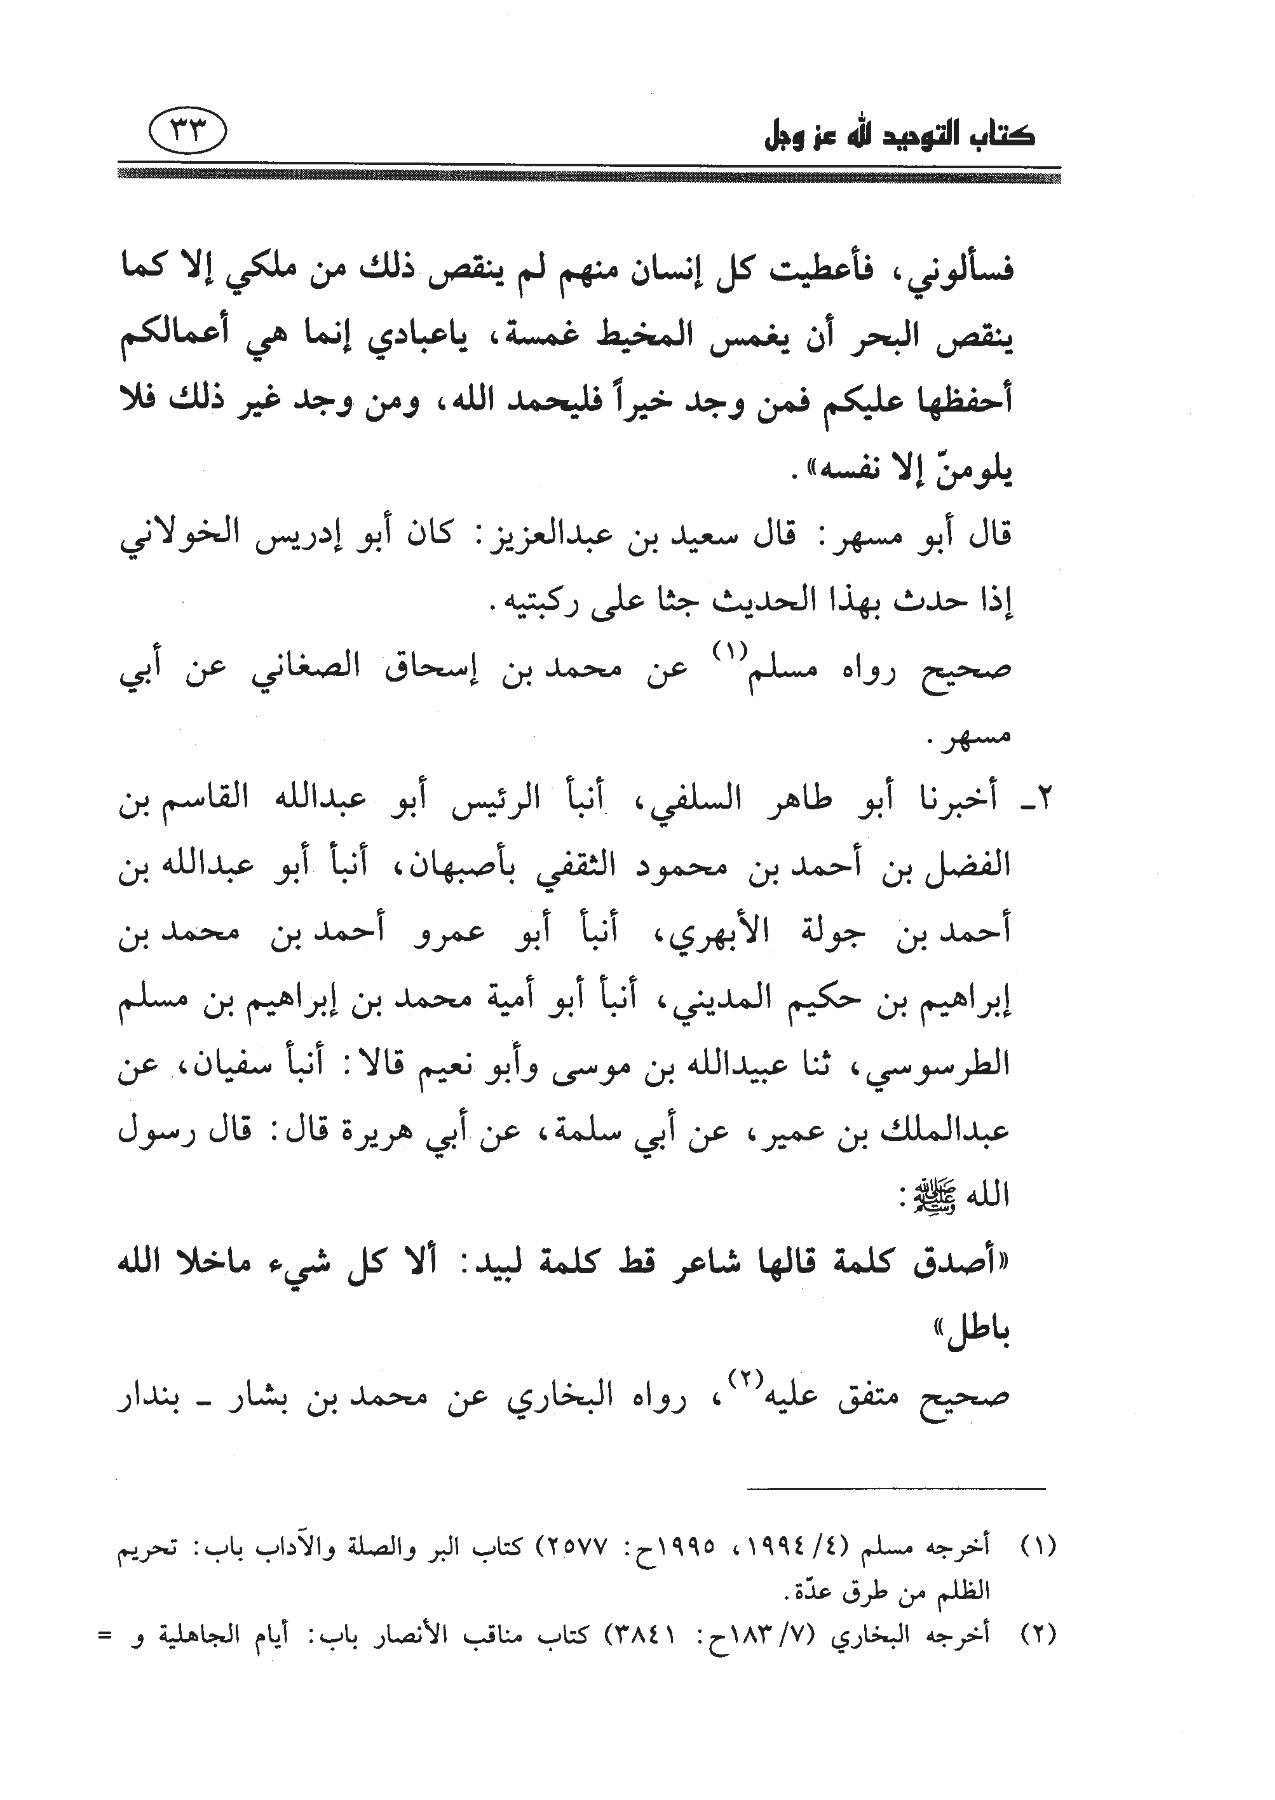 كتاب التوحيد لله عز وجل ٣٣
فسألوني، فأعطيت كل إنسان منهم لم ينقص ذلك من ملكي إلا كما
ينقص البحر أن يغمس المخيط غمسة، ياعبادي إنما هي أعمالكم
أحفظها عليكم فمن وجد خيراً فليحمد الله، ومن وجد غير ذلك فلا
يلومنّ إلا نفسه».
قال أبو مسهر: قال سعيد بن عبدالعزيز: كان أبو إدريس الخولاني
إذا حدث بهذا الحديث جثا على ركبتيه.
صحيح رواه مسلم(١) عن محمد بن إسحاق الصغاني عن أبي
مسهر.
٢ـ أخبرنا أبو طاهر السلفي، أنبأ الرئيس أبو عبدالله القاسم بن
الفضل بن أحمد بن محمود الثقفي بأصبهان، أنبأ أبو عبدالله بن
أحمد بن جولة الأبهري، أنبأ أبو عمرو أحمد بن محمد بن
إبراهيم بن حكيم المديني، أنبأ أبو أمية محمد بن إبراهيم بن مسلم
الطرسوسي، ثنا عبيدالله بن موسى وأبو نعيم قالا: أنبأ سفيان، عن
عبدالملك بن عمير، عن أبي سلمة، عن أبي هريرة قال: قال رسول
الله ﷺ:
«أصدق كلمة قالها شاعر قط كلمة لبيد: ألا كل شيء ماخلا الله
باطل»
صحيح متفق عليه(٢)، رواه البخاري عن محمد بن بشار ـ بندار
(١) أخرجه مسلم (٤/ ١٩٩٤، ١٩٩٥ح: ٢٥٧٧) كتاب البر والصلة والآداب باب: تحريم
الظلم من طرق عدّة.
(٢) أخرجه البخاري (٧/ ١٨٣ح: ٣٨٤١) كتاب مناقب الأنصار باب: أيام الجاهلية و =